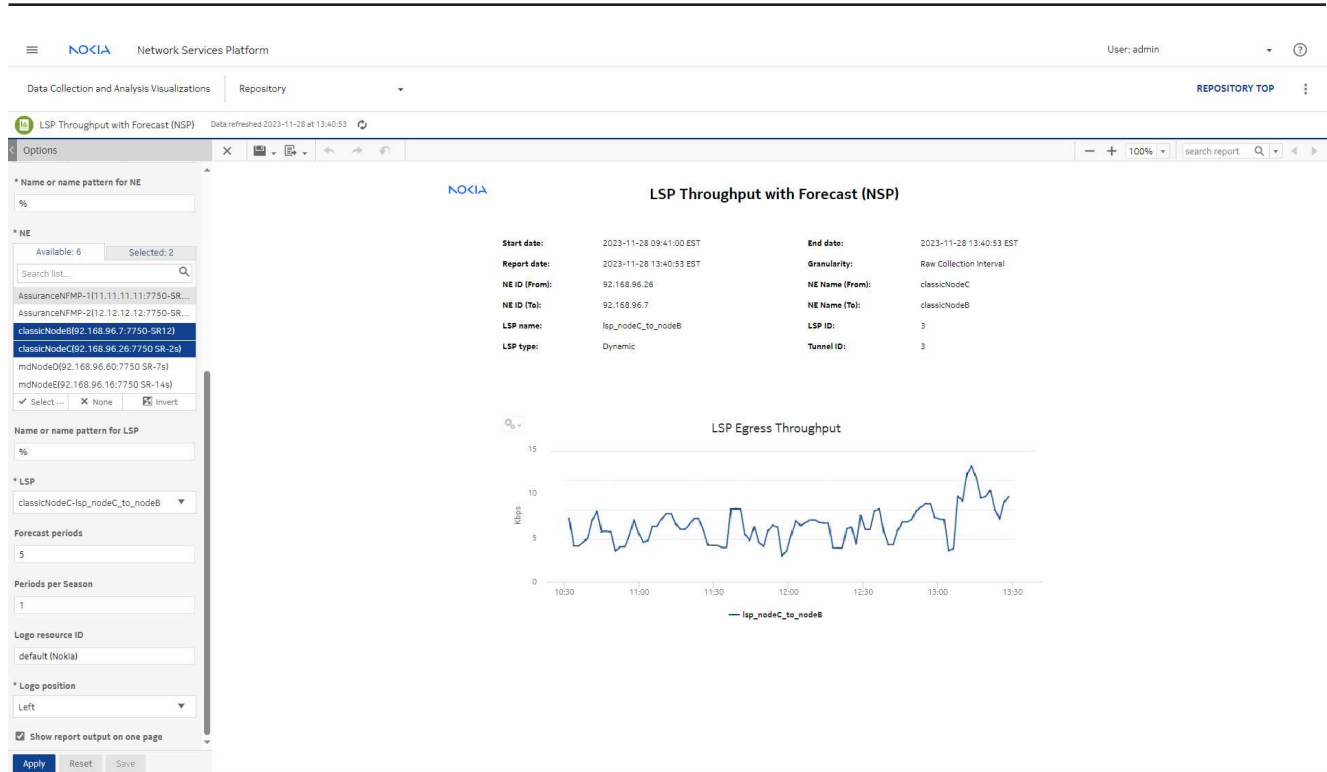 NOKIA Network Services Platform User: admin
Data Collection and Analysis Visualizations Repository REPOSITORY TOP
LSP Throughput with Forecast (NSP) Data refreshed 2023-11-28 at 13:40:53
Options 100% search report
* Name or name pattern for NE
%
* NE
Available: 6 Selected: 2
Search list...
AssuranceNFMP-1(11.11.11.11:7750-SR...
AssuranceNFMP-2(12.12.12.12:7750-SR...
classicNodeB(92.168.96.7:7750-SR12)
classicNodeC(92.168.96.26:7750 SR-2s)
mdNodeD(92.168.96.60:7750 SR-7s)
mdNodeE(92.168.96.16:7750 SR-14s)
Select ... None Invert
Name or name pattern for LSP
%
* LSP
classicNodeC-lsp_nodeC_to_nodeB
Forecast periods
5
Periods per Season
1
Logo resource ID
default (Nokia)
* Logo position
Left
Show report output on one page
Apply Reset Save
NOKIA LSP Throughput with Forecast (NSP)
Start date: 2023-11-28 09:41:00 EST End date: 2023-11-28 13:40:53 EST
Report date: 2023-11-28 13:40:53 EST Granularity: Raw Collection Interval
NE ID (From): 92.168.96.26 NE Name (From): classicNodeC
NE ID (To): 92.168.96.7 NE Name (To): classicNodeB
LSP name: lsp_nodeC_to_nodeB LSP ID: 3
LSP type: Dynamic Tunnel ID: 3
LSP Egress Throughput
15
10
Kbps
5
0
10:30 11:00 11:30 12:00 12:30 13:00 13:30
lsp_nodeC_to_nodeB